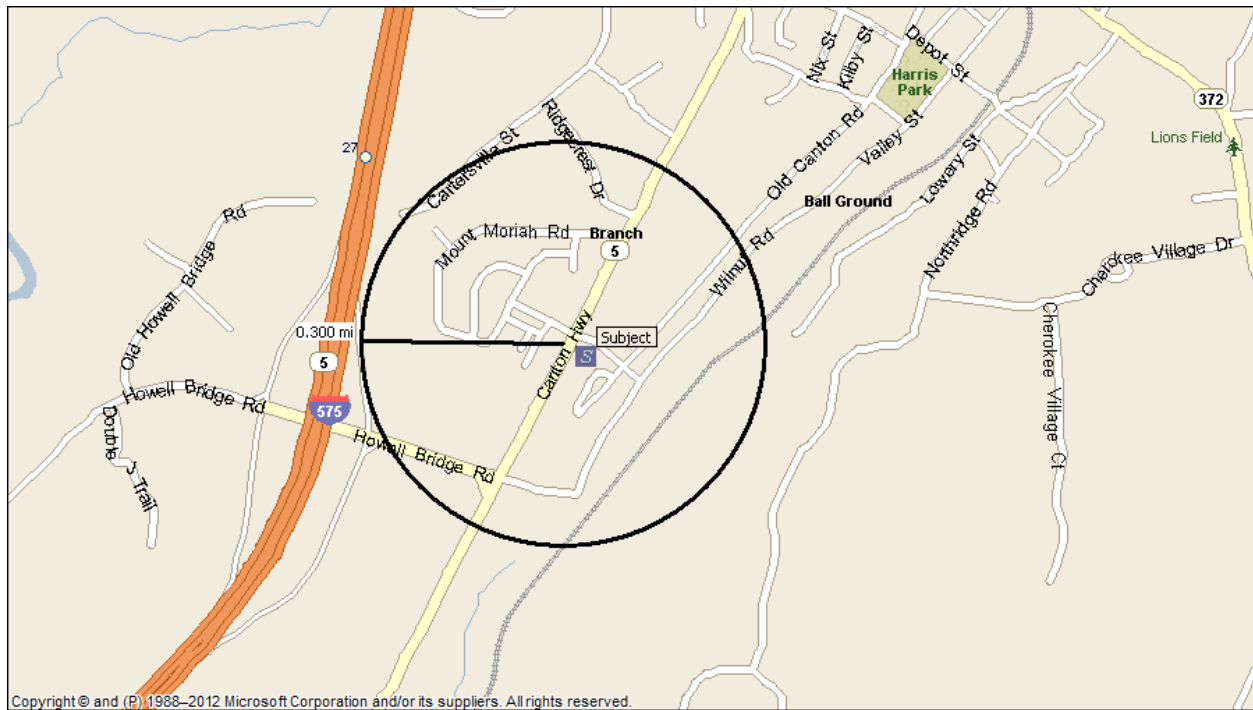 Depot St
Nix St
Kilby St
Harris
Park
372
Lions Field
27
Cartersville St
Ridgecrest Dr
Old Canton Rd
Valley St
Lowary St
Ball Ground
Northridge Rd
Old Howell Bridge Rd
Mount Moriah Rd
Branch
5
Wilnut Rd
Cherokee Village Dr
0.300 mi
Canton Hwy
Subject
S
5
Cherokee Village Ct
Howell Bridge Rd
575
Double J Trail
Howell Bridge Rd
Copyright © and (P) 1988–2012 Microsoft Corporation and/or its suppliers. All rights reserved.